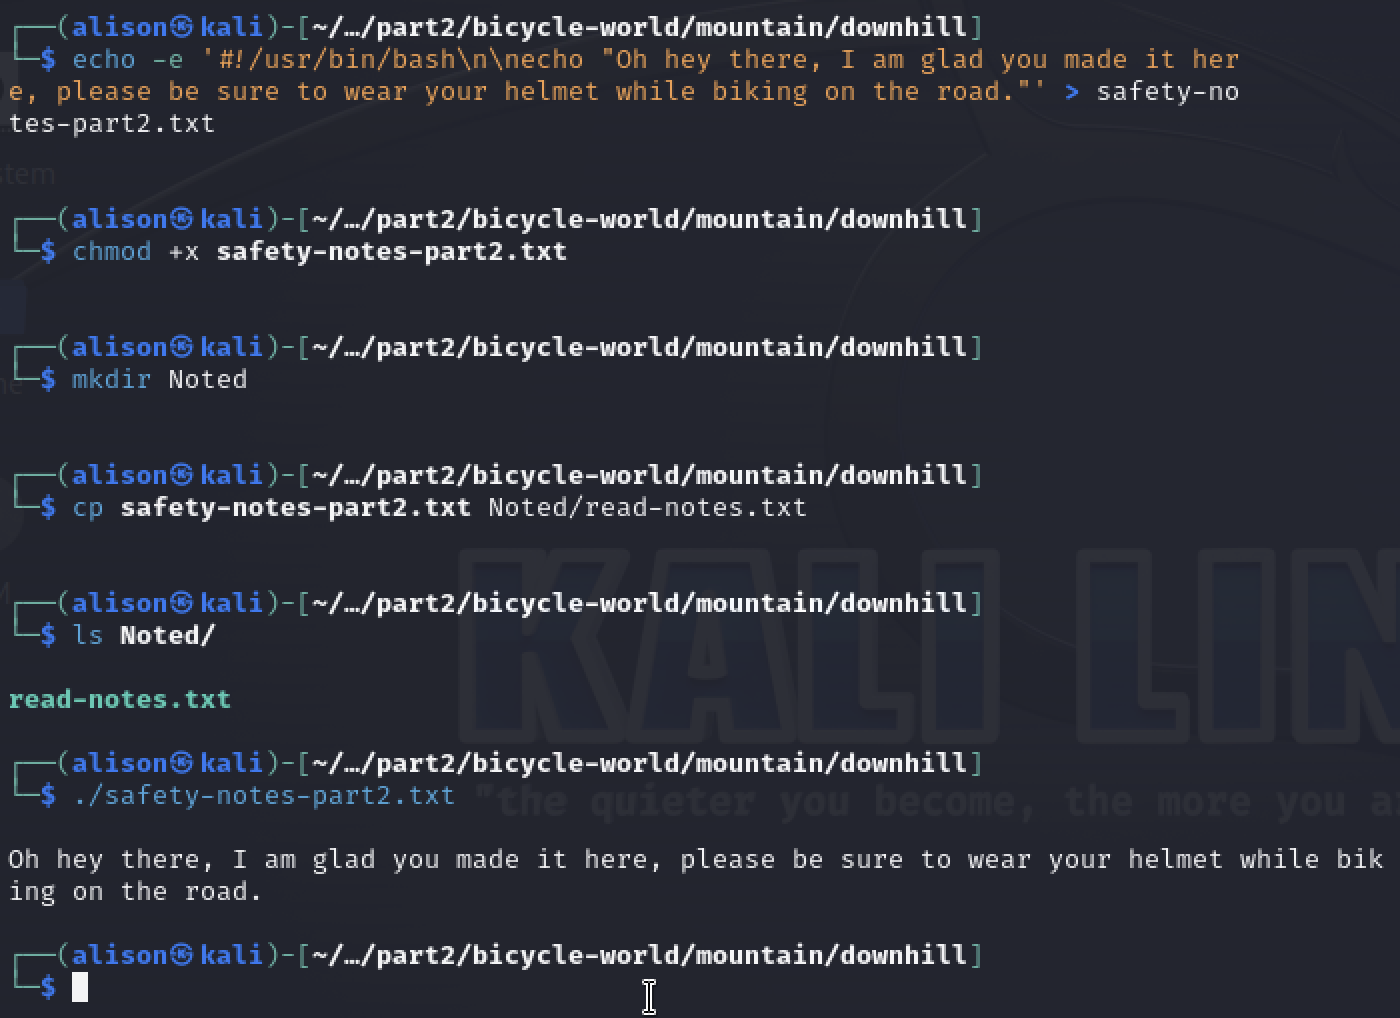 ┌──(alison㉿kali)-[~/…/part2/bicycle-world/mountain/downhill]
└─$ echo -e '#!/usr/bin/bash\n\necho "Oh hey there, I am glad you made it her
e, please be sure to wear your helmet while biking on the road."' > safety-no
tes-part2.txt
stem
┌──(alison㉿kali)-[~/…/part2/bicycle-world/mountain/downhill]
└─$ chmod +x safety-notes-part2.txt
┌──(alison㉿kali)-[~/…/part2/bicycle-world/mountain/downhill]
└─$ mkdir Noted
┌──(alison㉿kali)-[~/…/part2/bicycle-world/mountain/downhill]
└─$ cp safety-notes-part2.txt Noted/read-notes.txt
KALI LIN
┌──(alison㉿kali)-[~/…/part2/bicycle-world/mountain/downhill]
└─$ ls Noted/
read-notes.txt
┌──(alison㉿kali)-[~/…/part2/bicycle-world/mountain/downhill]
└─$ ./safety-notes-part2.txt
"the quieter you become, the more you a
Oh hey there, I am glad you made it here, please be sure to wear your helmet while bik
ing on the road.
┌──(alison㉿kali)-[~/…/part2/bicycle-world/mountain/downhill]
└─$